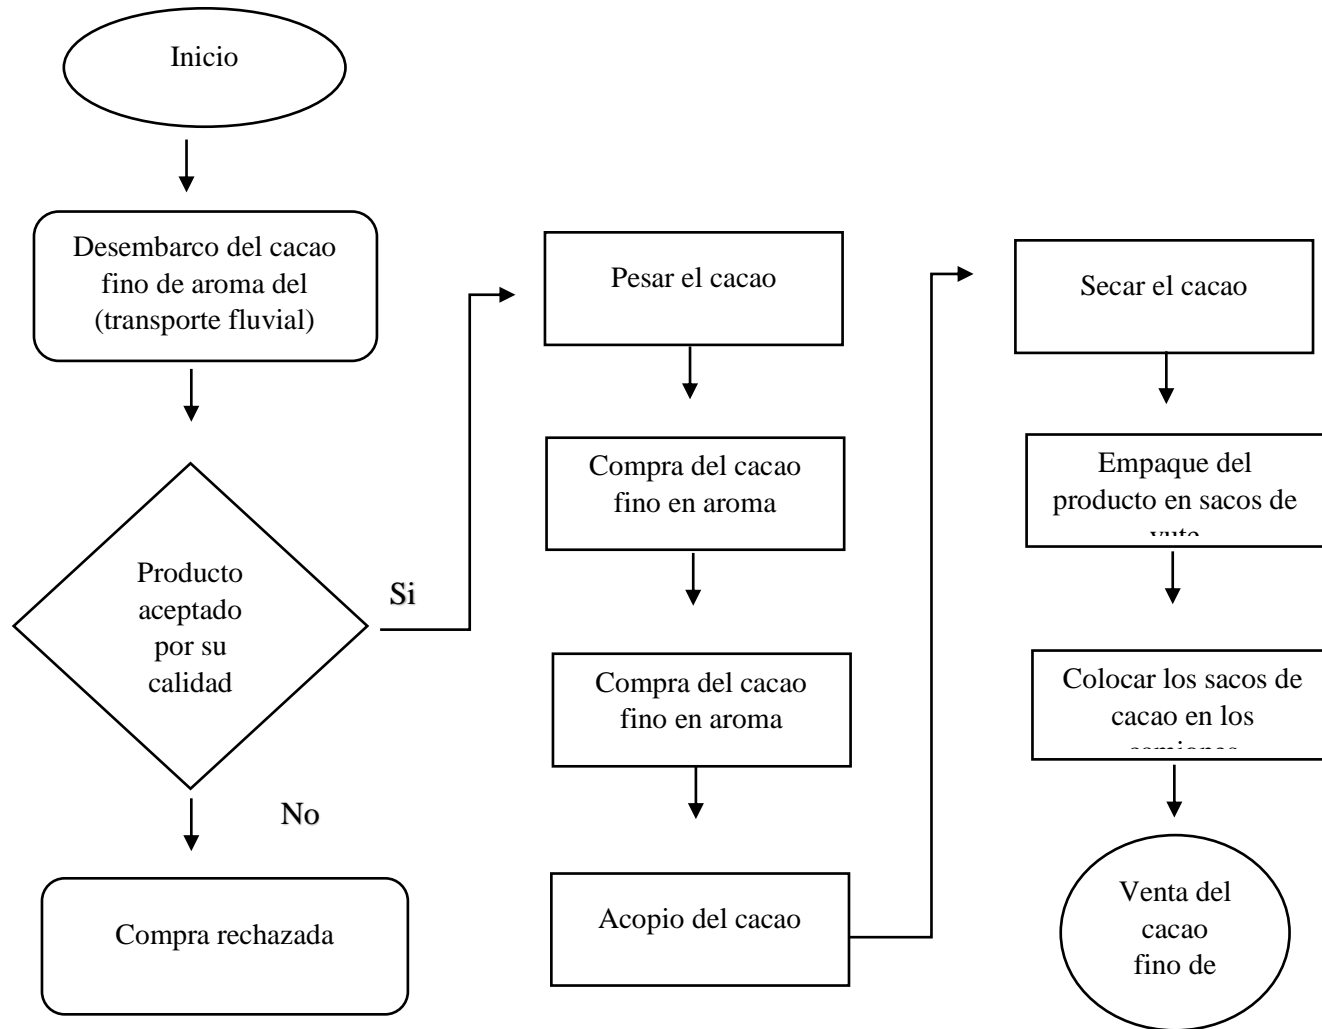 Inicio
Desembarco del cacao
fino de aroma del
(transporte fluvial)
Producto
aceptado
por su
calidad
Si
No
Compra rechazada
Pesar el cacao
Compra del cacao
fino en aroma
Compra del cacao
fino en aroma
Acopio del cacao
Secar el cacao
Empaque del
producto en sacos de
Colocar los sacos de
cacao en los
Venta del
cacao
fino de